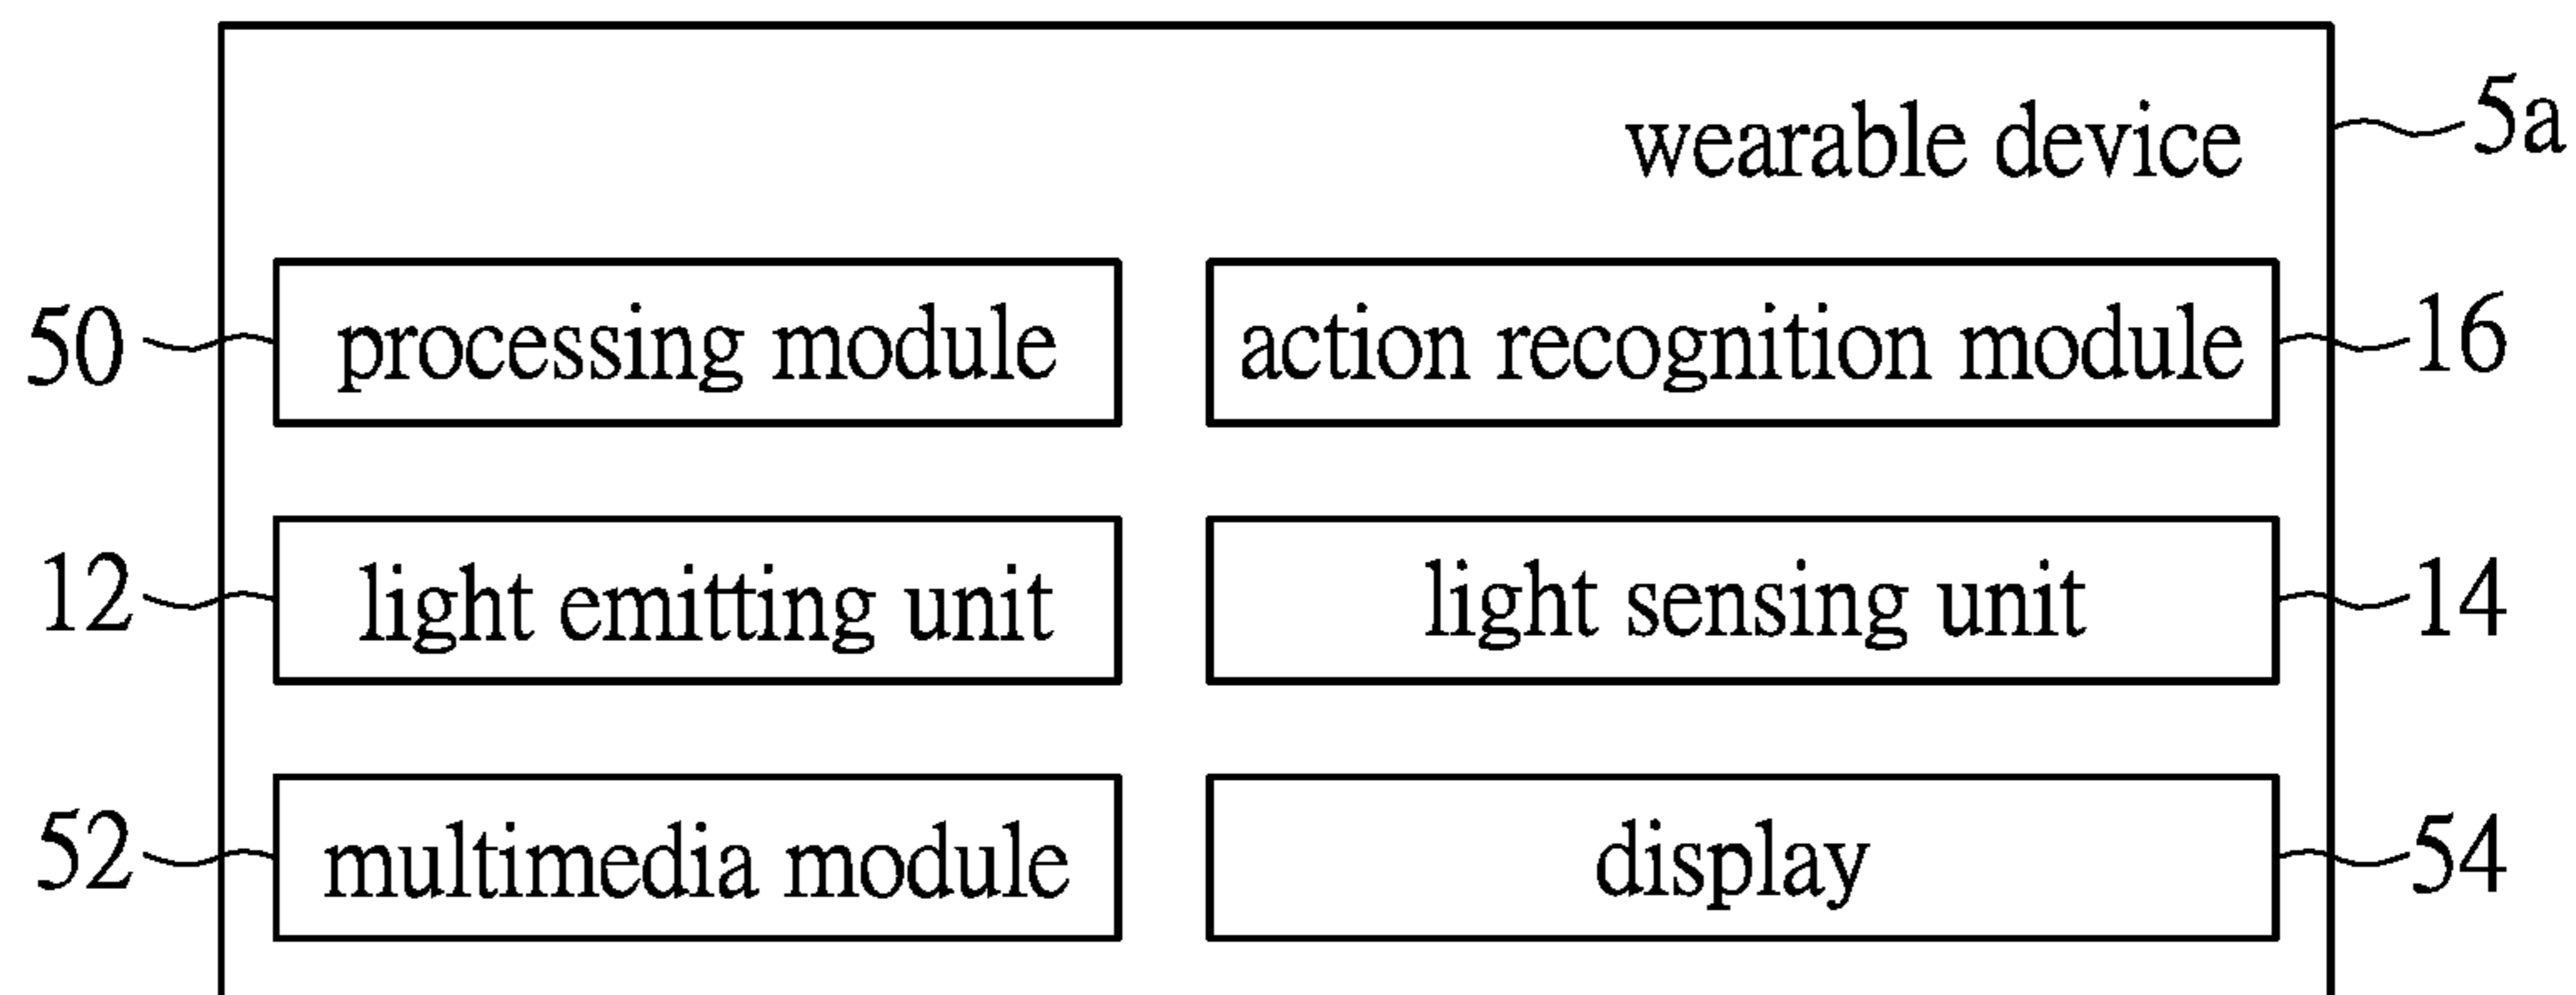 wearable device 5a
50 processing module action recognition module 16
12 light emitting unit light sensing unit 14
52 multimedia module display 54